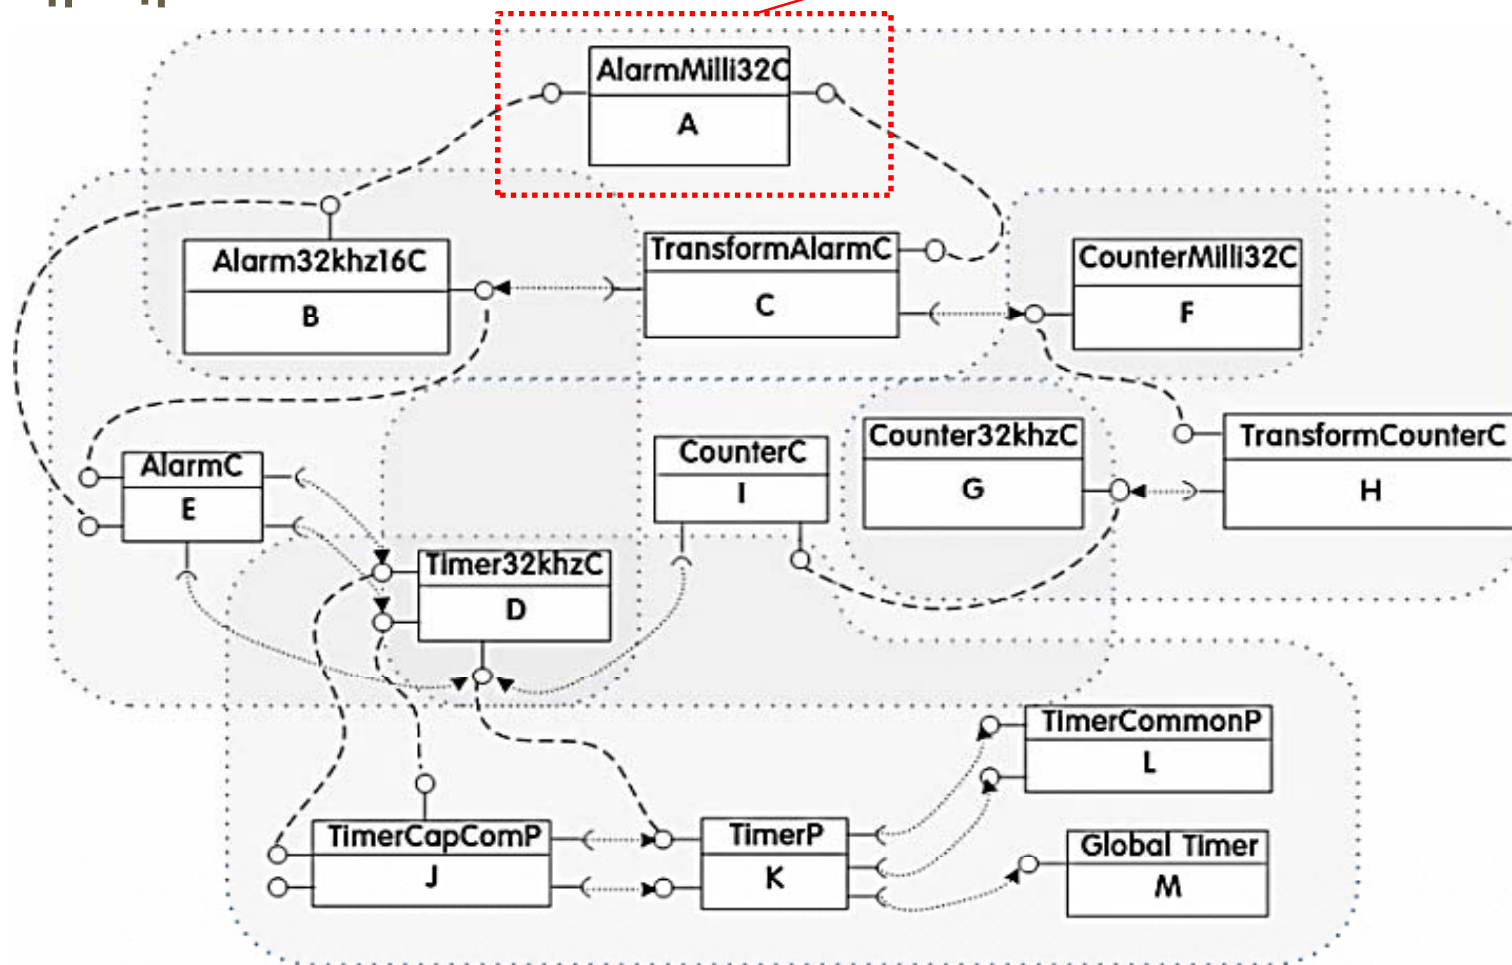 AlarmMilli32C
A
Alarm32khz16C
B
TransformAlarmC
C
CounterMilli32C
F
AlarmC
E
CounterC
I
Counter32khzC
G
TransformCounterC
H
Timer32khzC
D
TimerCommonP
L
TimerCapComP
J
TimerP
K
Global Timer
M